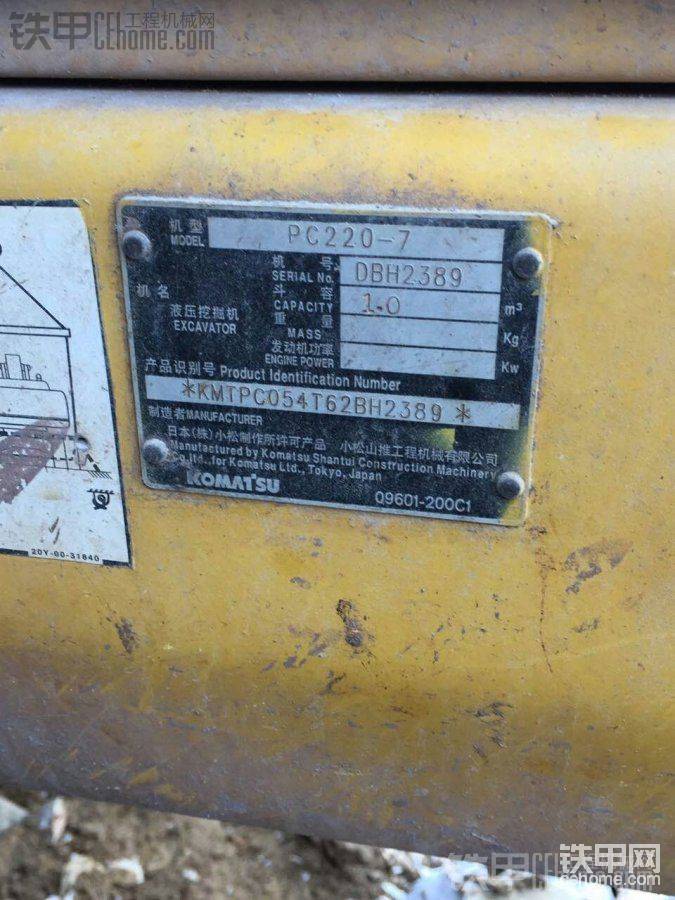 铁甲 工程机械网
Cehome.com
机型 MODEL PC220-7
机号 SERIAL No. DBH2389
机名
斗容 CAPACITY 1.0 m³
液压挖掘机
EXCAVATOR
重量 MASS Kg
发动机功率 ENGINE POWER Kw
产品识别号 Product Identification Number
*KMTPC054T62BH2389*
制造者MANUFACTURER
日本(株)小松制作所许可产品 小松山推工程机械有限公司
Manufactured by Komatsu Shantui Construction Machinery
Co.,Ltd., for Komatsu Ltd., Tokyo, Japan
KOMATSU 09601-200C1
20Y-00-31840
铁甲网